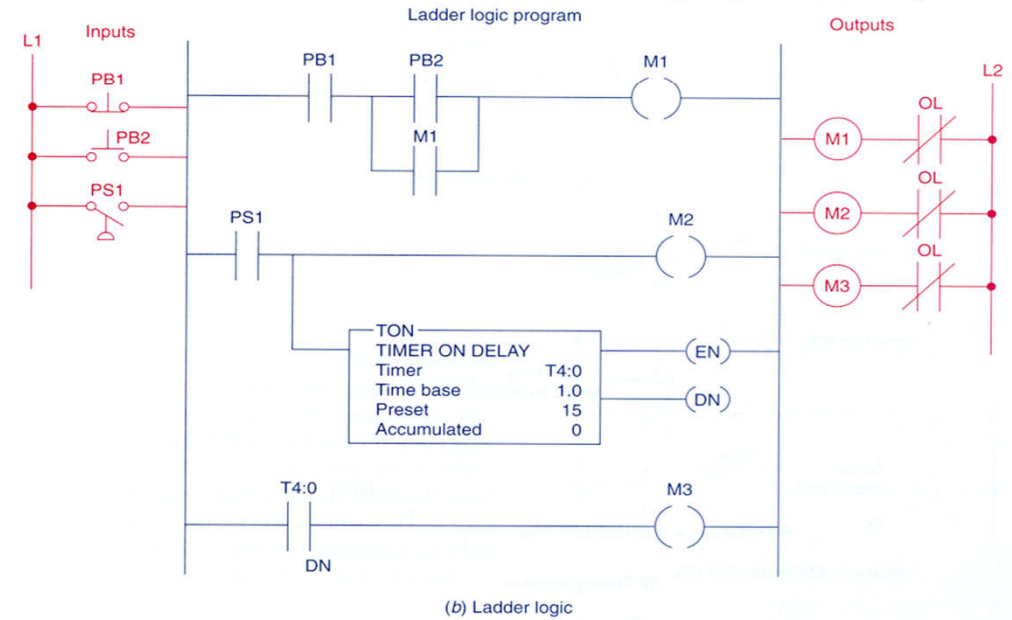 Ladder logic program
Inputs
Outputs
L1
L2
PB1
PB2
PS1
PB1
PB2
M1
M1
PS1
M2
TON
TIMER ON DELAY
Timer T4:0
Time base 1.0
Preset 15
Accumulated 0
EN
DN
T4:0
DN
M3
OL
M1
OL
M2
OL
M3
(b) Ladder logic